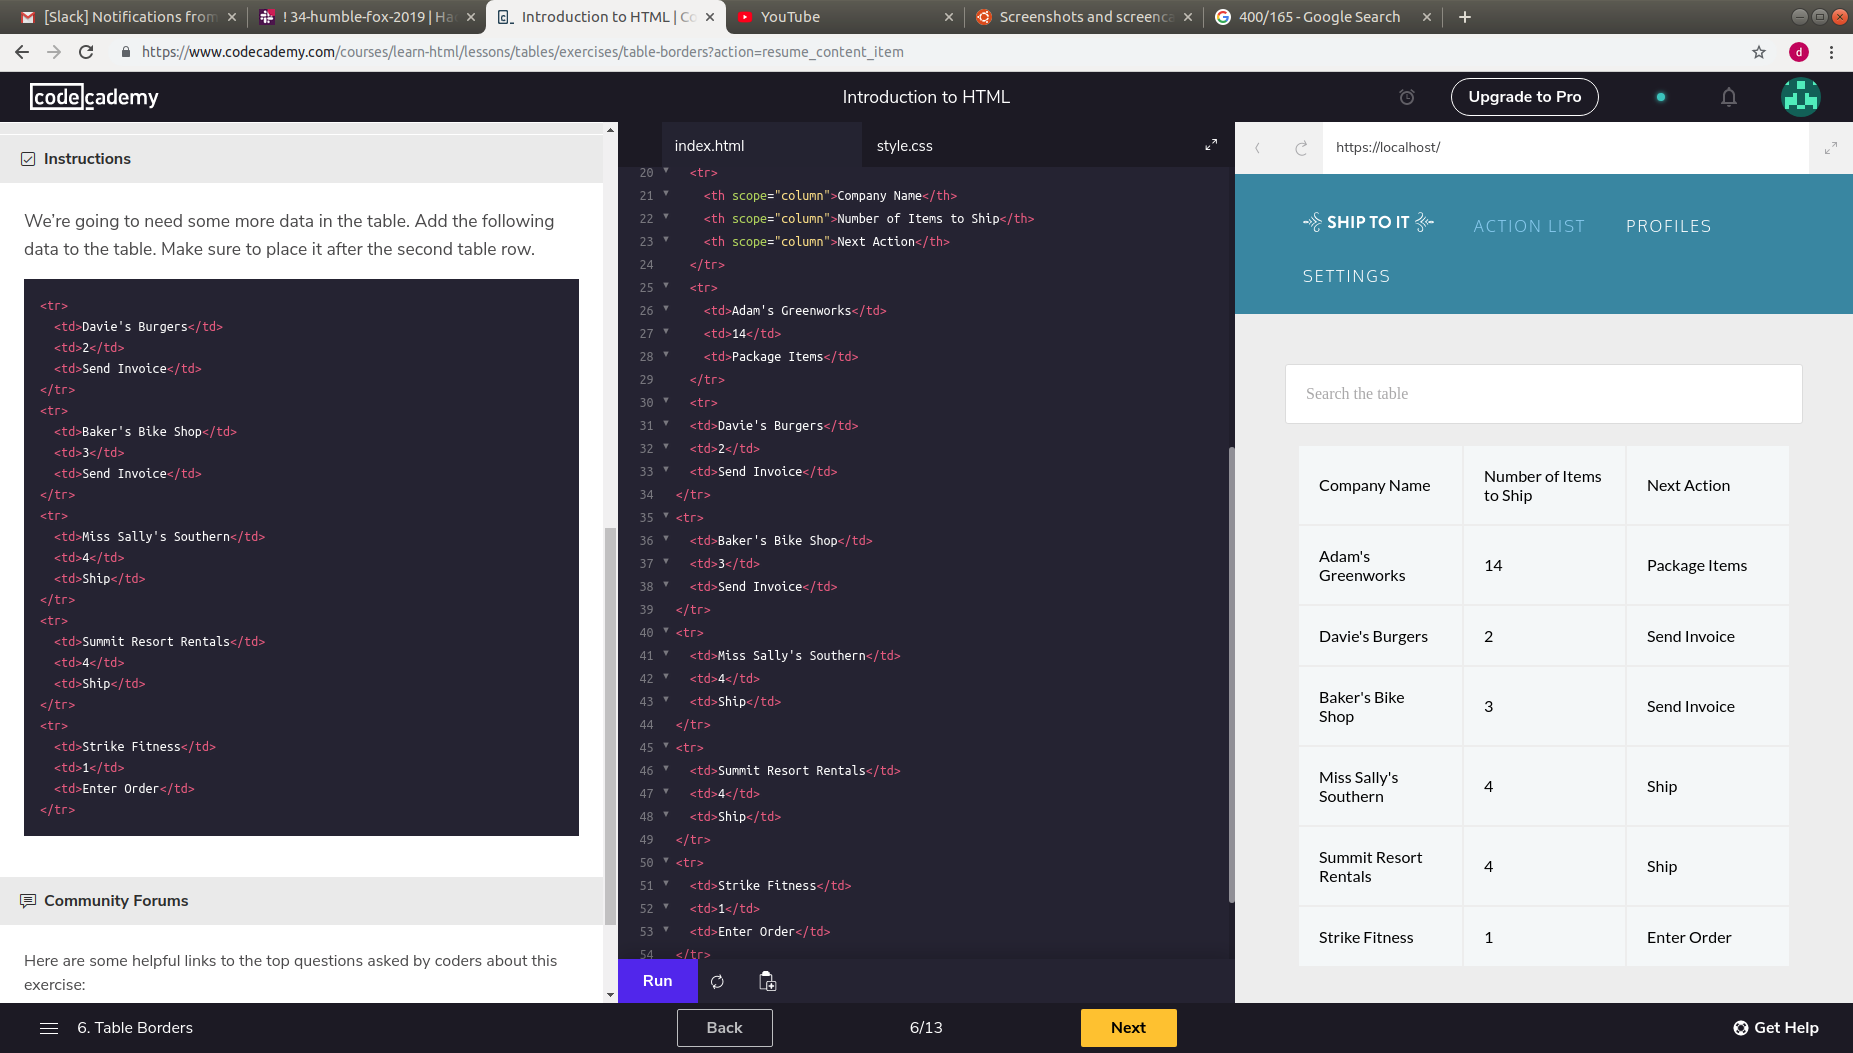 [Slack] Notifications from
! 34-humble-fox-2019 | Ha
Introduction to HTML | Co
YouTube
Screenshots and screenca
400/165 - Google Search
https://www.codecademy.com/courses/learn-html/lessons/tables/exercises/table-borders?action=resume_content_item
d
codecademy
Introduction to HTML
Upgrade to Pro
Instructions
We're going to need some more data in the table. Add the following
data to the table. Make sure to place it after the second table row.
<tr>
<td>Davie's Burgers</td>
<td>2</td>
<td>Send Invoice</td>
</tr>
<tr>
<td>Baker's Bike Shop</td>
<td>3</td>
<td>Send Invoice</td>
</tr>
<tr>
<td>Miss Sally's Southern</td>
<td>4</td>
<td>Ship</td>
</tr>
<tr>
<td>Summit Resort Rentals</td>
<td>4</td>
<td>Ship</td>
</tr>
<tr>
<td>Strike Fitness</td>
<td>1</td>
<td>Enter Order</td>
</tr>
Community Forums
Here are some helpful links to the top questions asked by coders about this
exercise:
index.html
style.css
20 <tr>
21 <th scope="column">Company Name</th>
22 <th scope="column">Number of Items to Ship</th>
23 <th scope="column">Next Action</th>
24 </tr>
25 <tr>
26 <td>Adam's Greenworks</td>
27 <td>14</td>
28 <td>Package Items</td>
29 </tr>
30 <tr>
31 <td>Davie's Burgers</td>
32 <td>2</td>
33 <td>Send Invoice</td>
34 </tr>
35 <tr>
36 <td>Baker's Bike Shop</td>
37 <td>3</td>
38 <td>Send Invoice</td>
39 </tr>
40 <tr>
41 <td>Miss Sally's Southern</td>
42 <td>4</td>
43 <td>Ship</td>
44 </tr>
45 <tr>
46 <td>Summit Resort Rentals</td>
47 <td>4</td>
48 <td>Ship</td>
49 </tr>
50 <tr>
51 <td>Strike Fitness</td>
52 <td>1</td>
53 <td>Enter Order</td>
54 </tr>
Run
https://localhost/
SHIP TO IT
ACTION LIST
PROFILES
SETTINGS
Search the table
Company Name
Number of Items
to Ship
Next Action
Adam's
Greenworks
14
Package Items
Davie's Burgers
2
Send Invoice
Baker's Bike
Shop
3
Send Invoice
Miss Sally's
Southern
4
Ship
Summit Resort
Rentals
4
Ship
Strike Fitness
1
Enter Order
6. Table Borders
Back
6/13
Next
Get Help